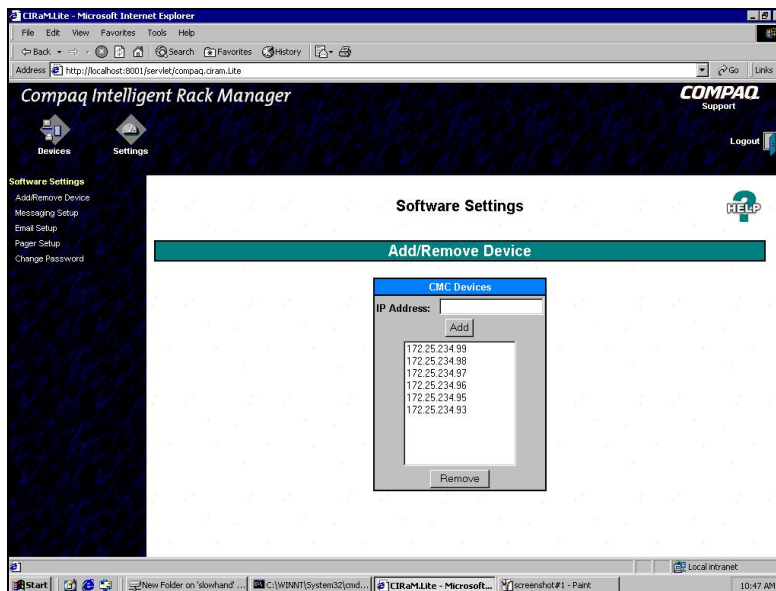 CIRaM.Lite - Microsoft Internet Explorer
File Edit View Favorites Tools Help
Back Search Favorites History
Address http://localhost:8001/servlet/compaq.ciram.Lite Go Links
Compaq Intelligent Rack Manager
COMPAQ
Support
Devices Settings
Logout
Software Settings
Add/Remove Device
Messaging Setup
Email Setup
Pager Setup
Change Password
Software Settings
HELP
Add/Remove Device
CMC Devices
IP Address:
Add
172.25.234.99
172.25.234.98
172.25.234.97
172.25.234.96
172.25.234.95
172.25.234.93
Remove
Local intranet
Start New Folder on 'slowhand' ... C:\WINNT\System32\cmd... CIRaM.Lite - Microsoft... screenshot#1 - Paint 10:47 AM